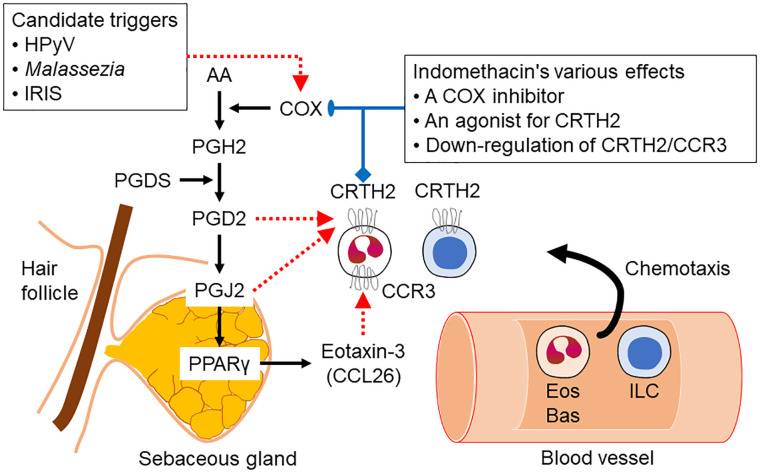 Candidate triggers
• HPyV
• Malassezia
• IRIS
Indomethacin's various effects
• A COX inhibitor
• An agonist for CRTH2
• Down-regulation of CRTH2/CCR3
AA
COX
PGH2
PGDS
PGD2
CRTH2
CRTH2
Hair
follicle
PGJ2
CCR3
Chemotaxis
PPARγ
Eotaxin-3
(CCL26)
Eos
Bas
ILC
Sebaceous gland
Blood vessel